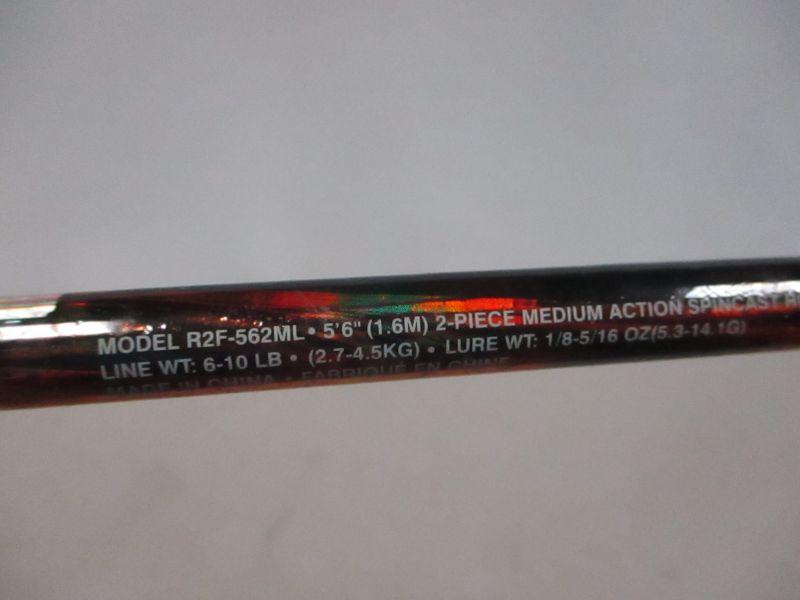 MODEL R2F-562ML • 5'6" (1.6M) 2-PIECE MEDIUM ACTION SPINCAST
LINE WT: 6-10 LB • (2.7-4.5KG) • LURE WT: 1/8-5/16 OZ(5.3-14.1G)
MADE IN CHINA • FABRIQUÉ EN CHINE